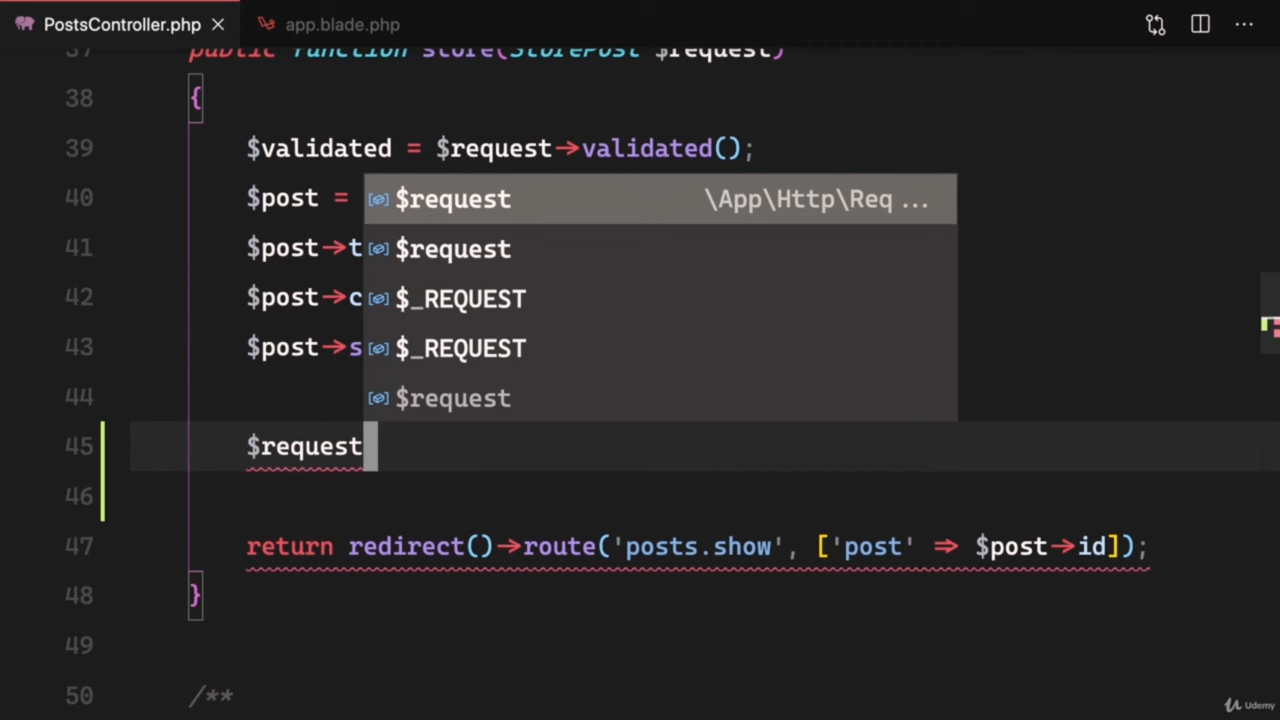 PostsController.php
app.blade.php
37 public function store(StorePost $request)
38 {
39 $validated = $request->validated();
40 $post =
41 $post->t
42 $post->c
43 $post->s
44
$request \App\Http\Req ...
$request
$_REQUEST
$_REQUEST
$request
45 $request
46
47 return redirect()->route('posts.show', ['post' => $post->id]);
48 }
49
50 /**
Udemy